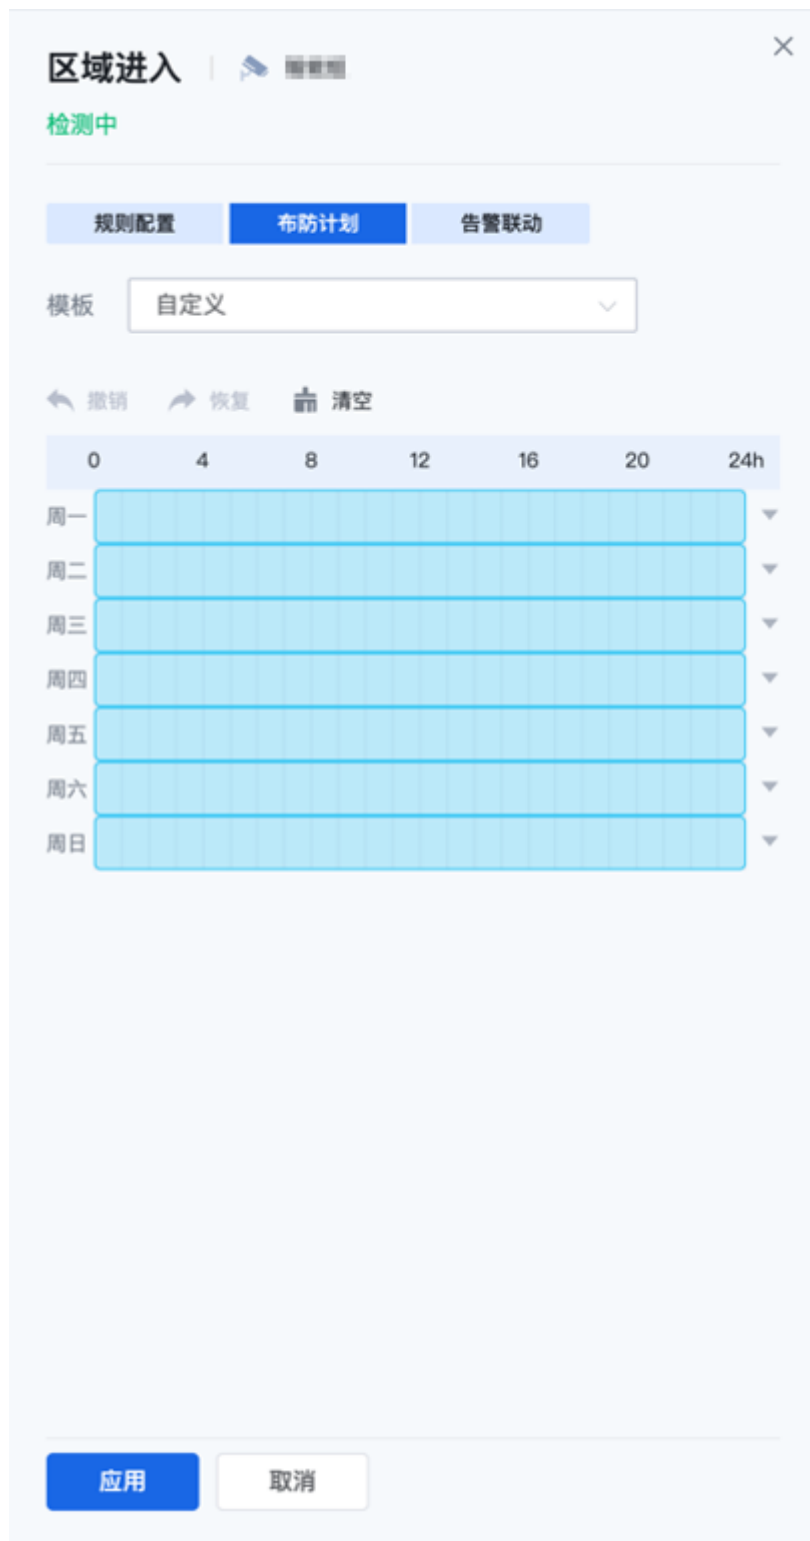 区域进入
检测中
规则配置 布防计划 告警联动
模板 自定义
撤销 恢复 清空
0 4 8 12 16 20 24h
周一
周二
周三
周四
周五
周六
周日
应用 取消